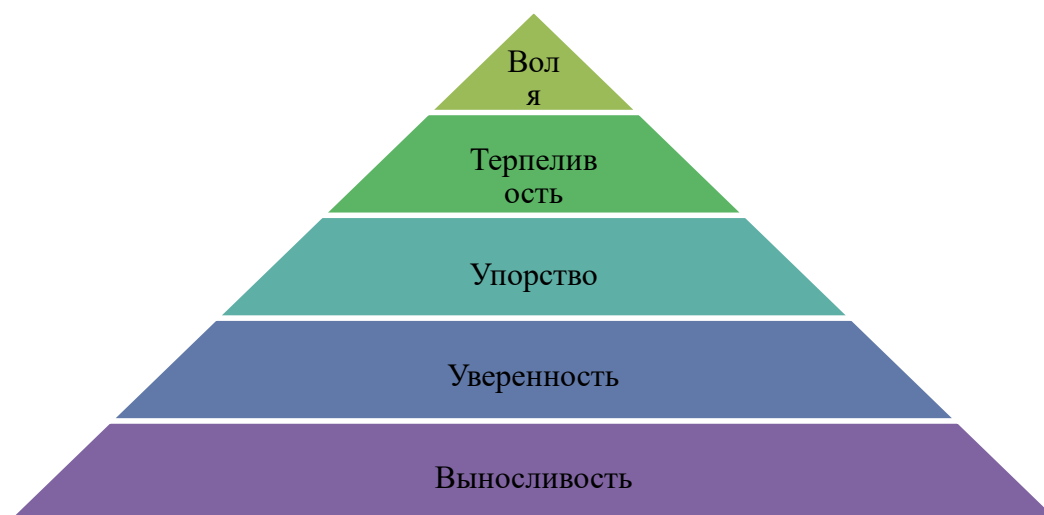 Вол
я
Терпелив
ость
Упорство
Уверенность
Выносливость